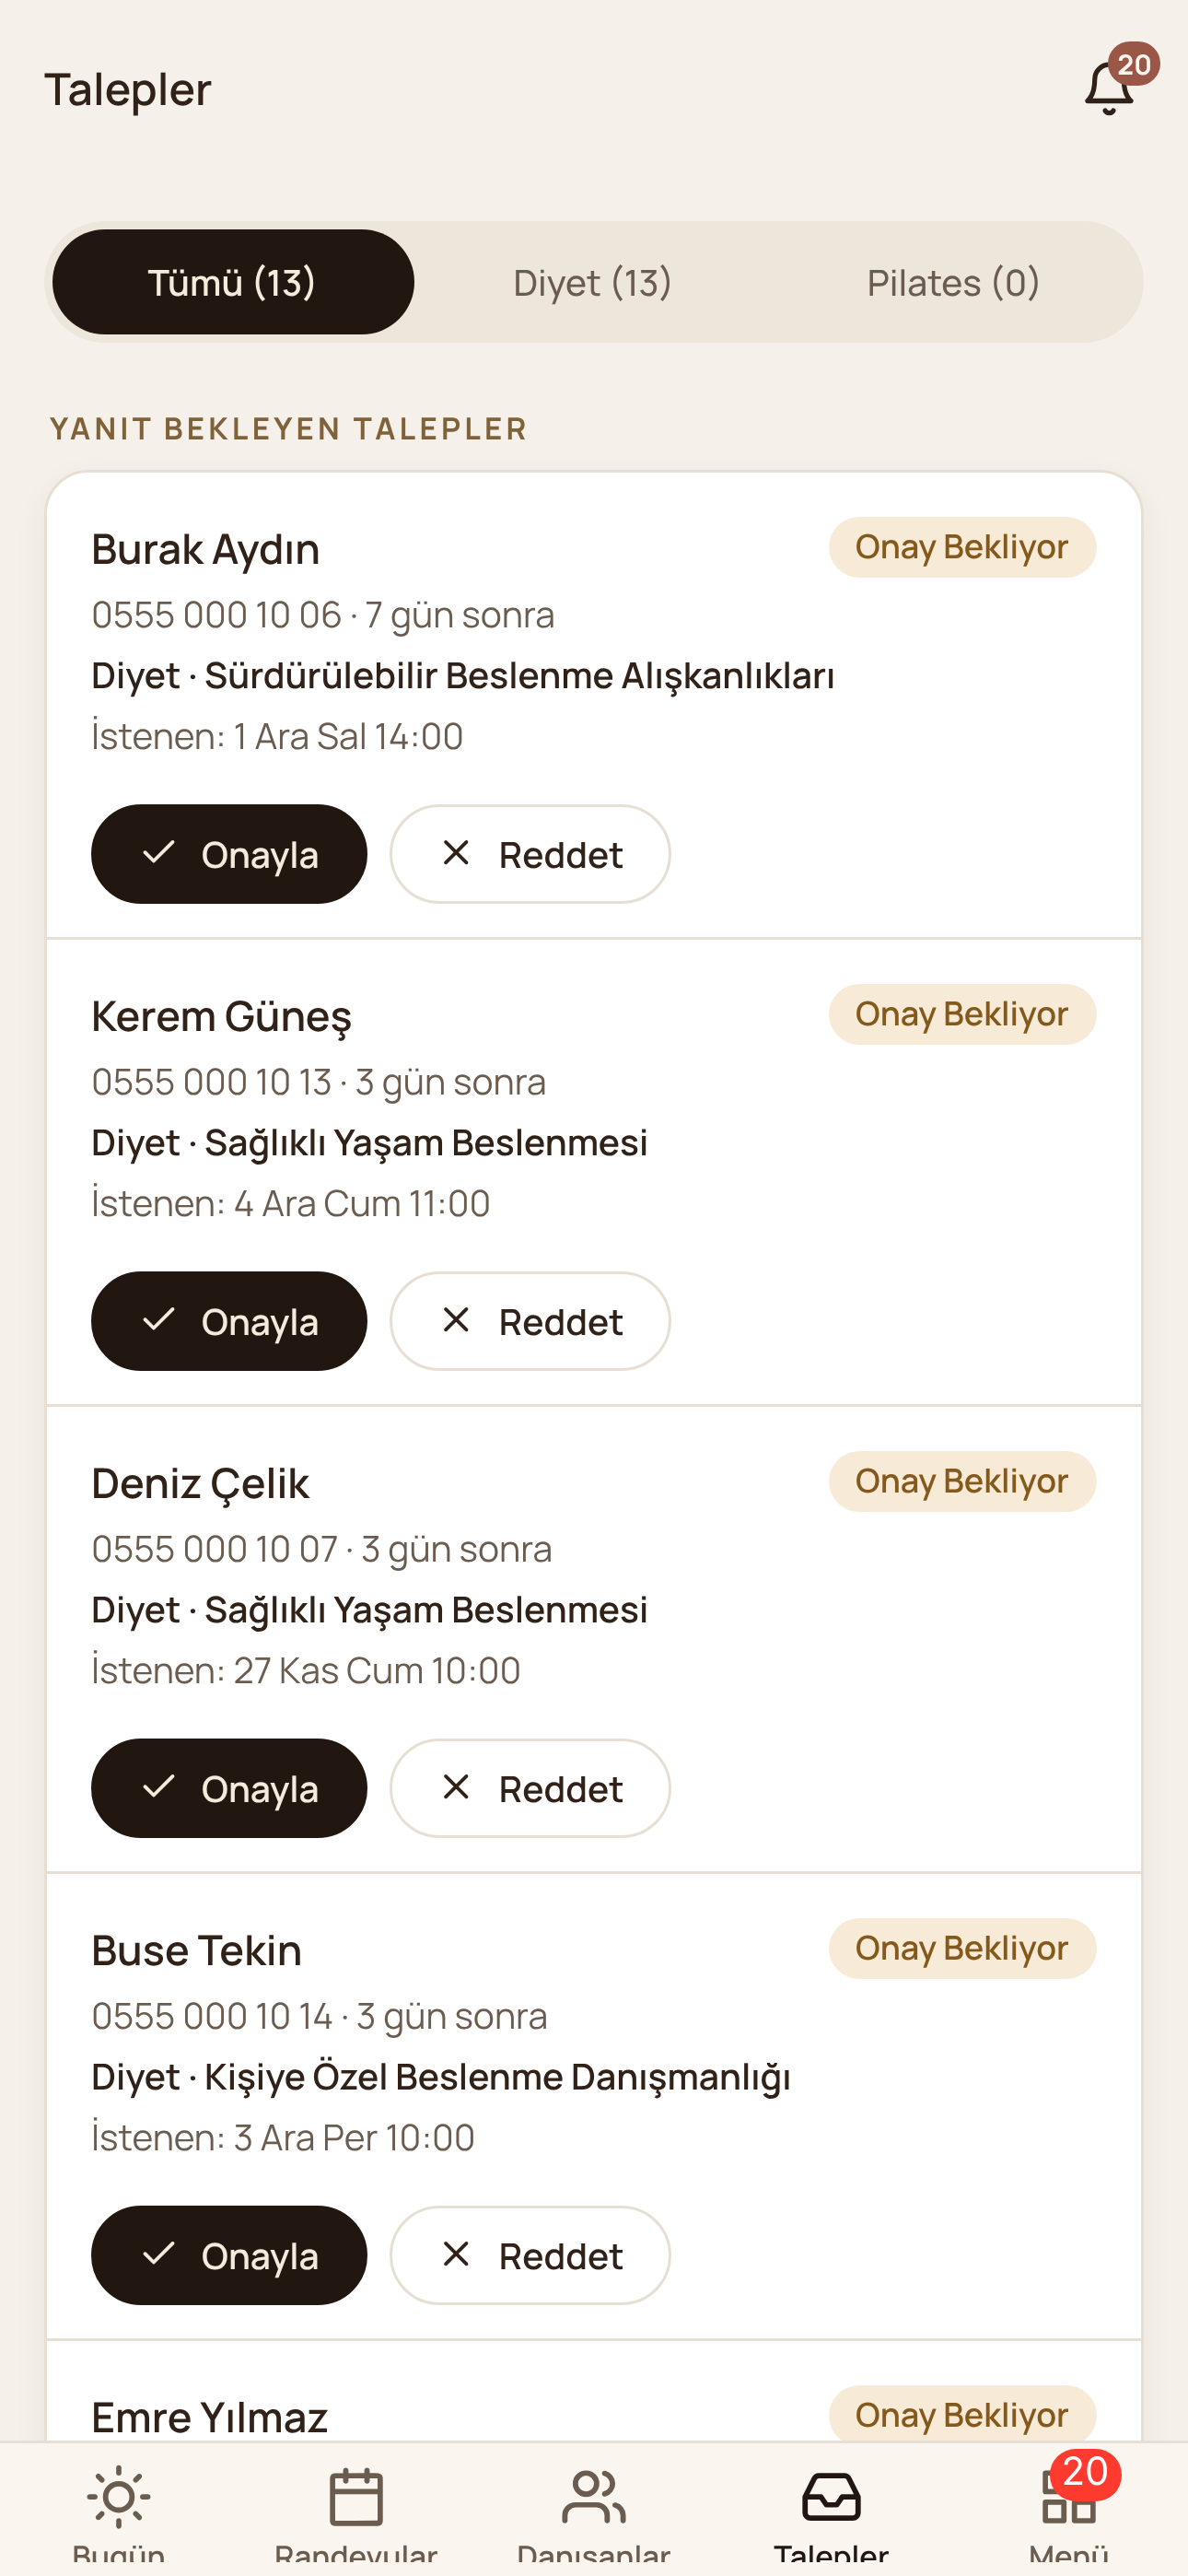 Talepler
20
Tümü (13)
Diyet (13)
Pilates (0)
YANIT BEKLEYEN TALEPLER
Burak Aydın
Onay Bekliyor
0555 000 10 06 · 7 gün sonra
Diyet · Sürdürülebilir Beslenme Alışkanlıkları
İstenen: 1 Ara Sal 14:00
Onayla
Reddet
Kerem Güneş
Onay Bekliyor
0555 000 10 13 · 3 gün sonra
Diyet · Sağlıklı Yaşam Beslenmesi
İstenen: 4 Ara Cum 11:00
Onayla
Reddet
Deniz Çelik
Onay Bekliyor
0555 000 10 07 · 3 gün sonra
Diyet · Sağlıklı Yaşam Beslenmesi
İstenen: 27 Kas Cum 10:00
Onayla
Reddet
Buse Tekin
Onay Bekliyor
0555 000 10 14 · 3 gün sonra
Diyet · Kişiye Özel Beslenme Danışmanlığı
İstenen: 3 Ara Per 10:00
Onayla
Reddet
Emre Yılmaz
Onay Bekliyor
20
Bugün
Randevular
Danışanlar
Talepler
Menü